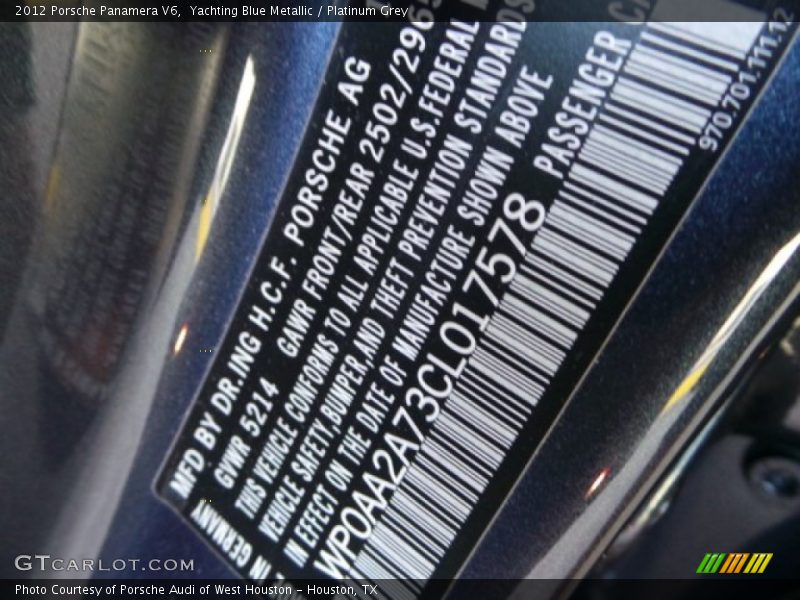 2012 Porsche Panamera V6, Yachting Blue Metallic / Platinum Grey
MFD BY DR.ING H.C.F. PORSCHE AG
GVWR 5214 GAWR FRONT/REAR 2502/296
THIS VEHICLE CONFORMS TO ALL APPLICABLE U.S.FEDERAL
VEHICLE SAFETY,BUMPER,AND THEFT PREVENTION STANDARDS
IN EFFECT ON THE DATE OF MANUFACTURE SHOWN ABOVE
WP0AA2A73CL017578 PASSENGER
IN GERMANY
970.701.111.12
GTCARLOT.COM
Photo Courtesy of Porsche Audi of West Houston - Houston, TX